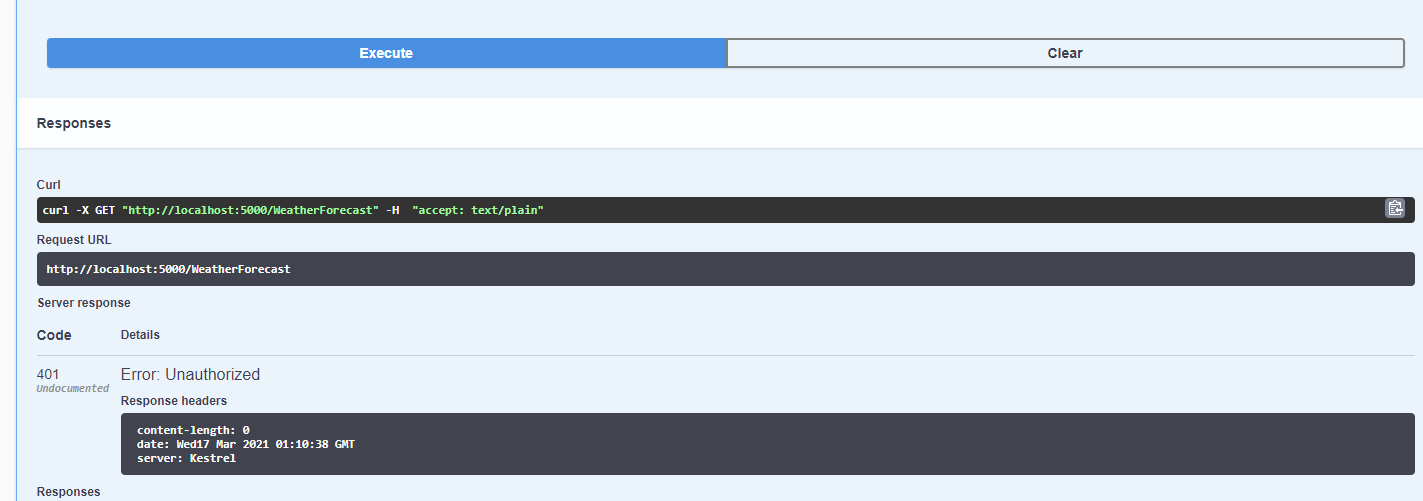 Execute
Clear
Responses
Curl
curl -X GET "http://localhost:5000/WeatherForecast" -H  "accept: text/plain"
Request URL
http://localhost:5000/WeatherForecast
Server response
Code
Details
401
Undocumented
Error: Unauthorized
Response headers
content-length: 0
date: Wed17 Mar 2021 01:10:38 GMT
server: Kestrel
Responses